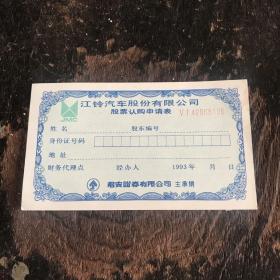 江铃汽车股份有限公司
JMC
股票认购申请表
姓名 股东编号
身份证号码
地址
财务代理点 经办人 1993年 月 日
君安證券有限公司 主承销